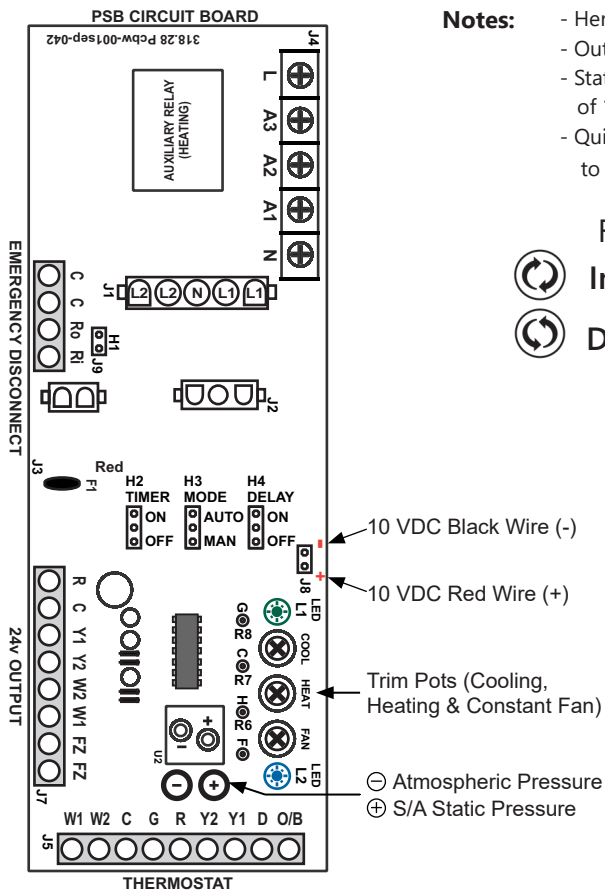 PSB CIRCUIT BOARD
318.28 Pcbw-001sep-042
J4
L
A3
A2
A1
N
AUXILIARY RELAY
(HEATING)
Notes:
- Her
- Out
- Stat
of 1
- Qui
to
EMERGENCY DISCONNECT
C
C
Ro
Ri
J1
L2 L2 N L1 L1
H1
J9
J2
J3
Red
F1
H2 H3 H4
TIMER MODE DELAY
ON AUTO ON
OFF MAN OFF
J8
- 10 VDC Black Wire (-)
+ 10 VDC Red Wire (+)
24v OUTPUT
R
C
Y1
Y2
W2
W1
FZ
FZ
J7
G
R8
C
R7
H
R6
F
LED
L1
COOL
HEAT
FAN
LED
L2
U2
- +
- +
Trim Pots (Cooling,
Heating & Constant Fan)
⊖ Atmospheric Pressure
⊕ S/A Static Pressure
J5
W1 W2 C G R Y2 Y1 D O/B
THERMOSTAT